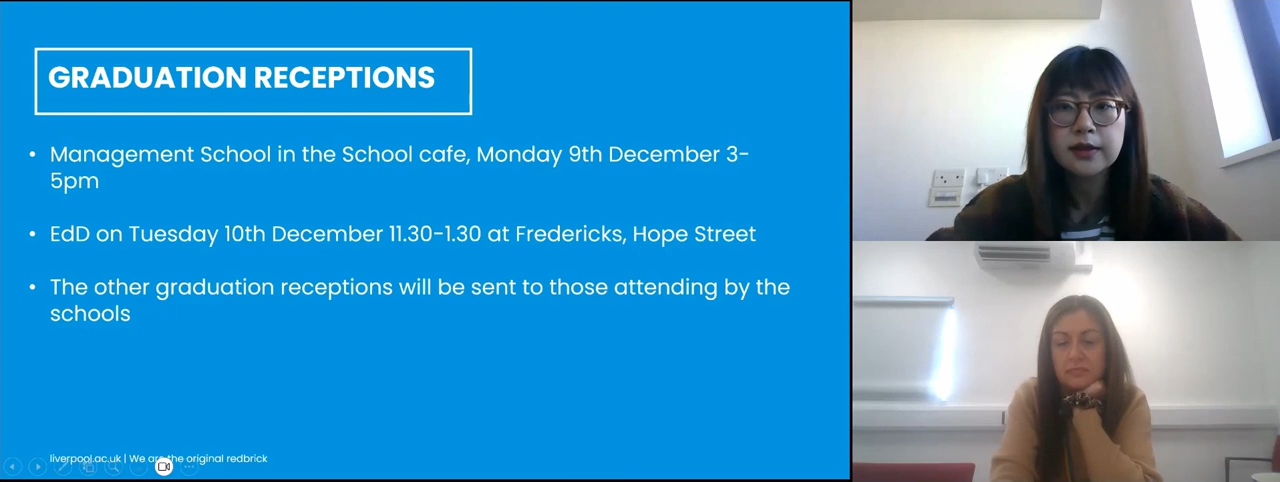 GRADUATION RECEPTIONS
• Management School in the School cafe, Monday 9th December 3-
5pm
• EdD on Tuesday 10th December 11.30-1.30 at Fredericks, Hope Street
• The other graduation receptions will be sent to those attending by the
schools
liverpool.ac.uk | We are the original redbrick